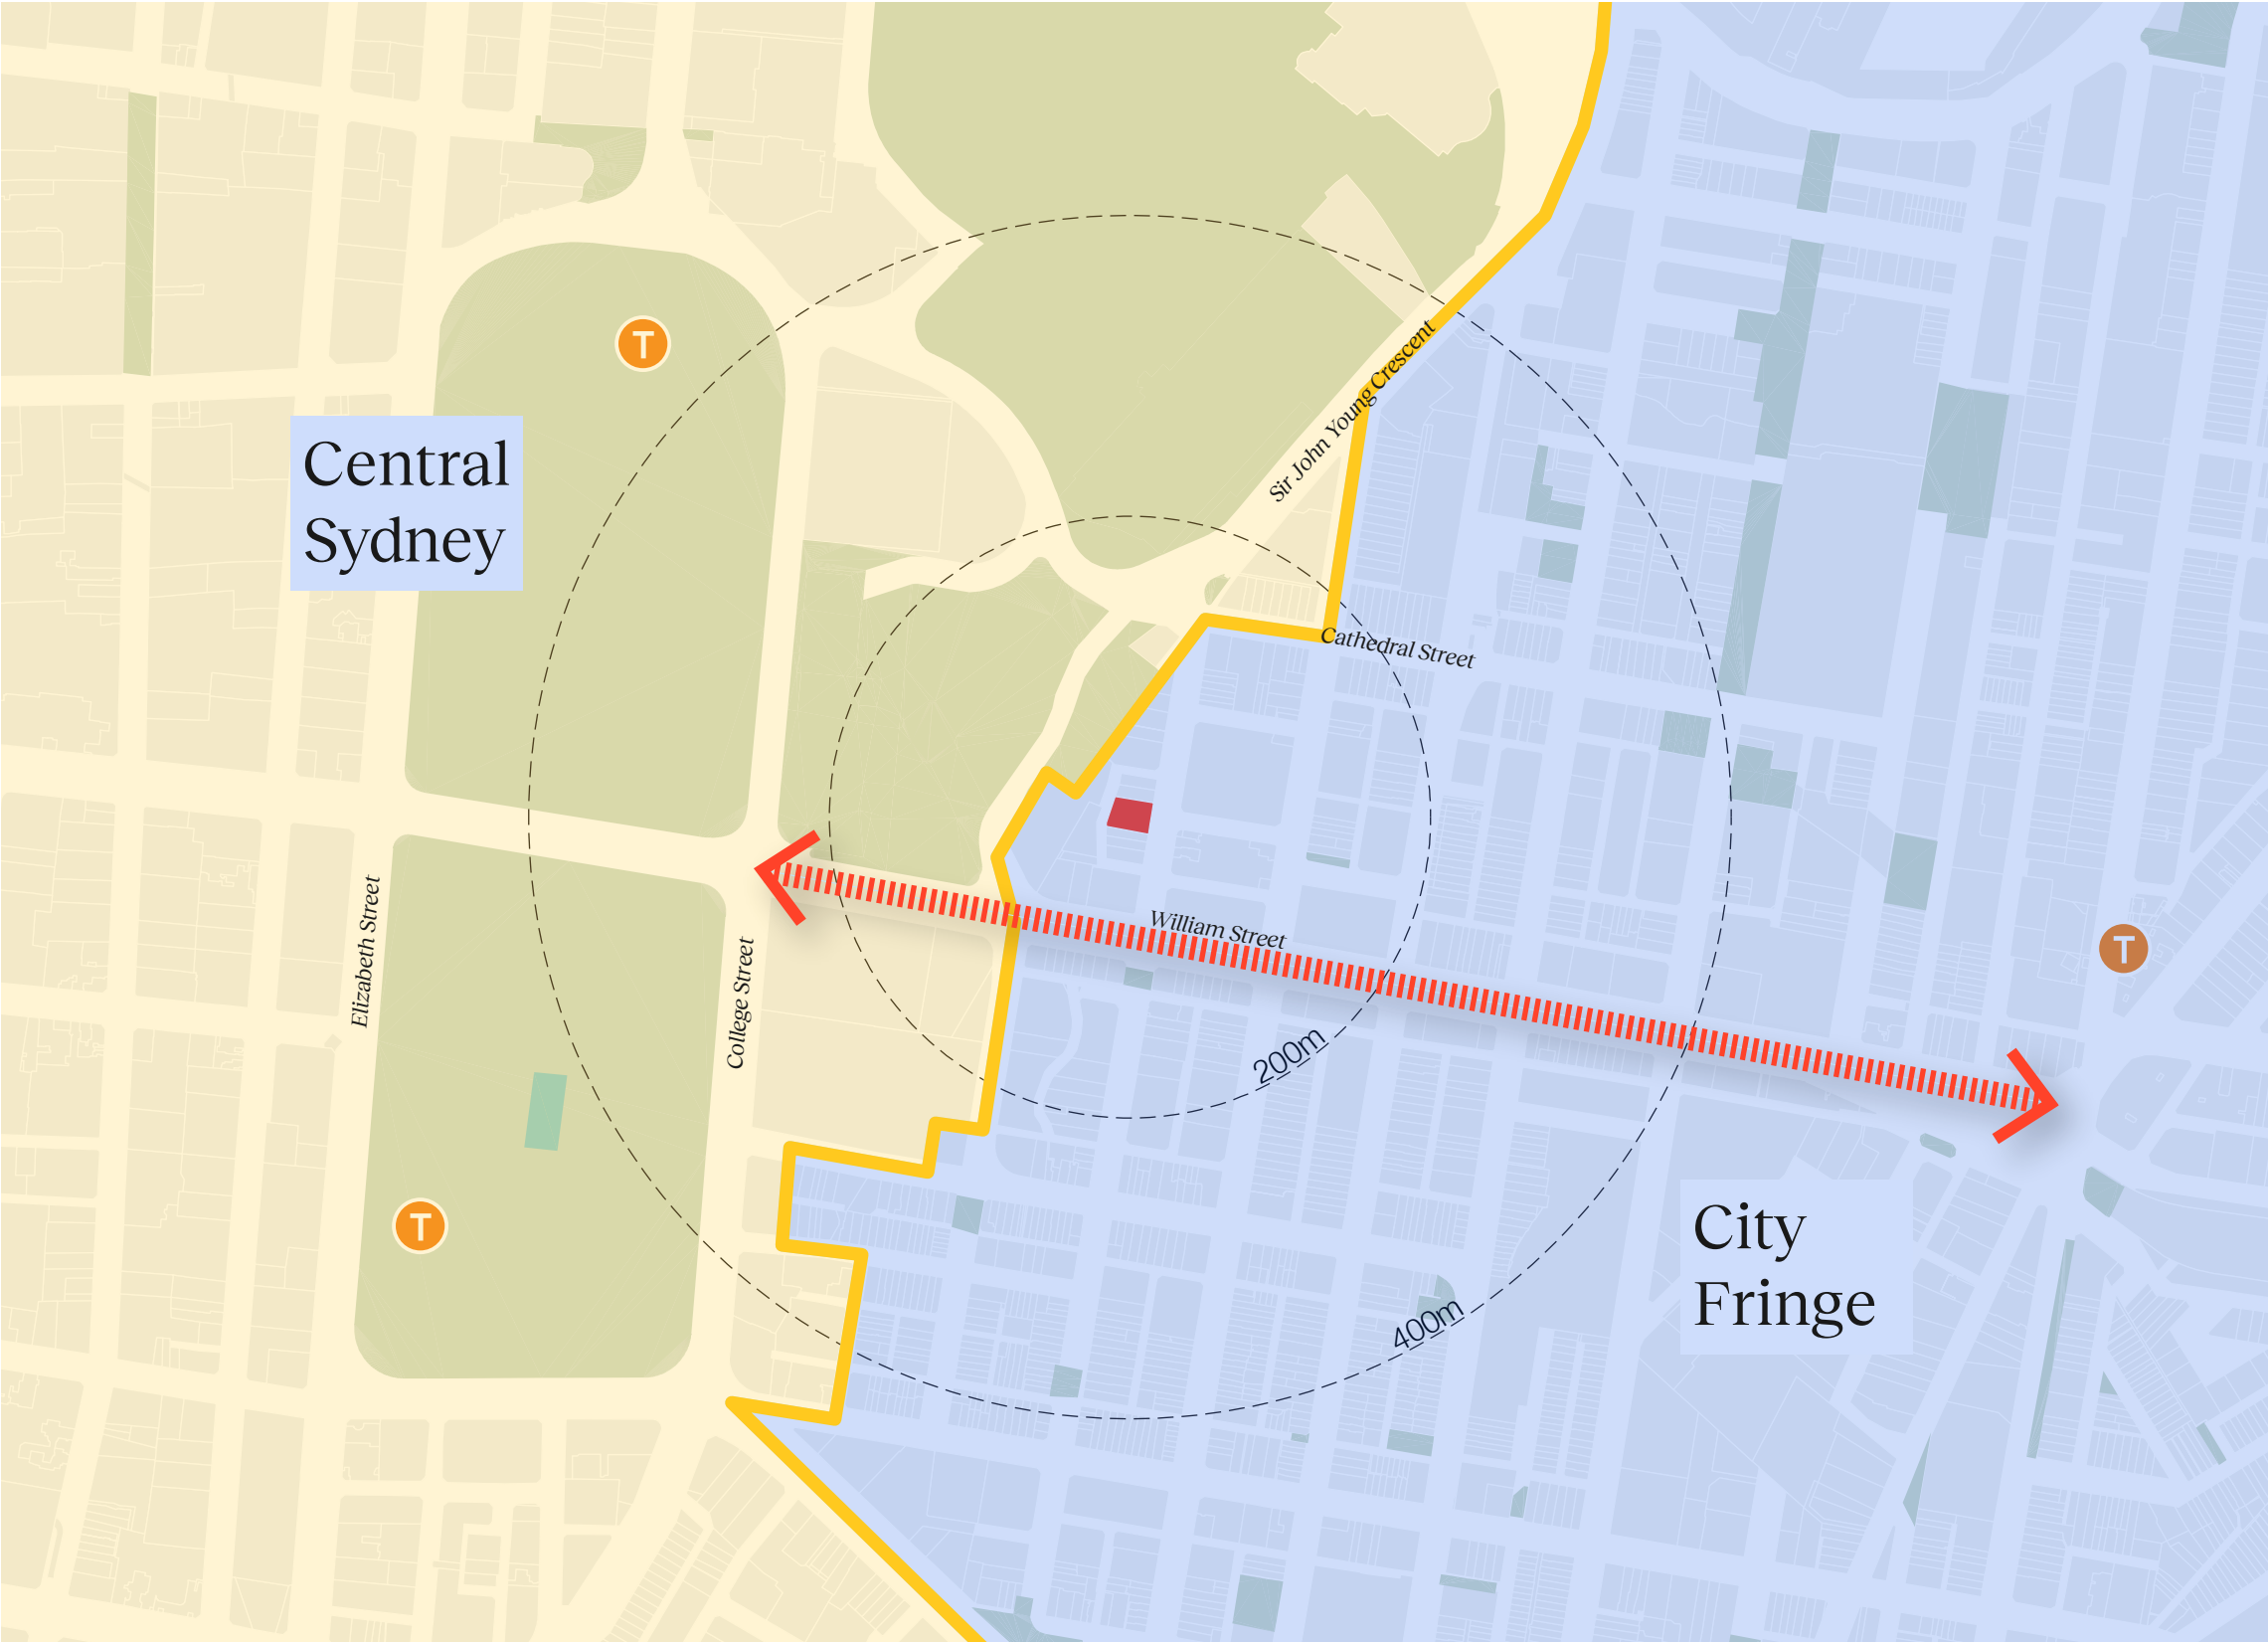 T
Sir John Young Crescent
Central
Sydney
Cathedral Street
William Street
Elizabeth Street
College Street
T
200m
T
City
Fringe
400m